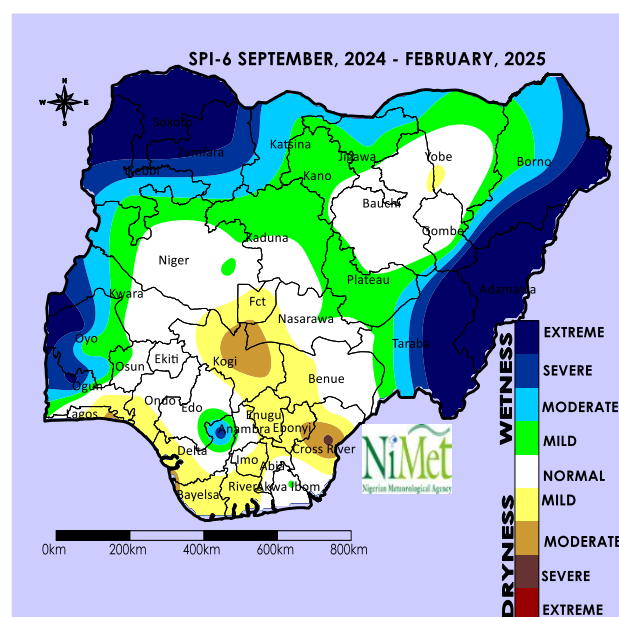 SPI-6 SEPTEMBER, 2024 - FEBRUARY, 2025
N
W E
S
Sokoto
Zamfara
Kebbi
Katsina
Jigawa
Kano
Yobe
Borno
Bauchi
Gombe
Kaduna
Niger
Plateau
Adamawa
Kwara
Fct
Nasarawa
Oyo
Taraba
Kogi
Ekiti
Osun
Benue
Ogun
Ondo
Edo
Lagos
Enugu
Anambra
Ebonyi
Delta
Cross River
Imo
Abia
Rivers
Akwa Ibom
Bayelsa
NiMet
Nigerian Meteorological Agency
0km 200km 400km 600km 800km
WETNESS
EXTREME
SEVERE
MODERATE
MILD
NORMAL
DRYNESS
MILD
MODERATE
SEVERE
EXTREME